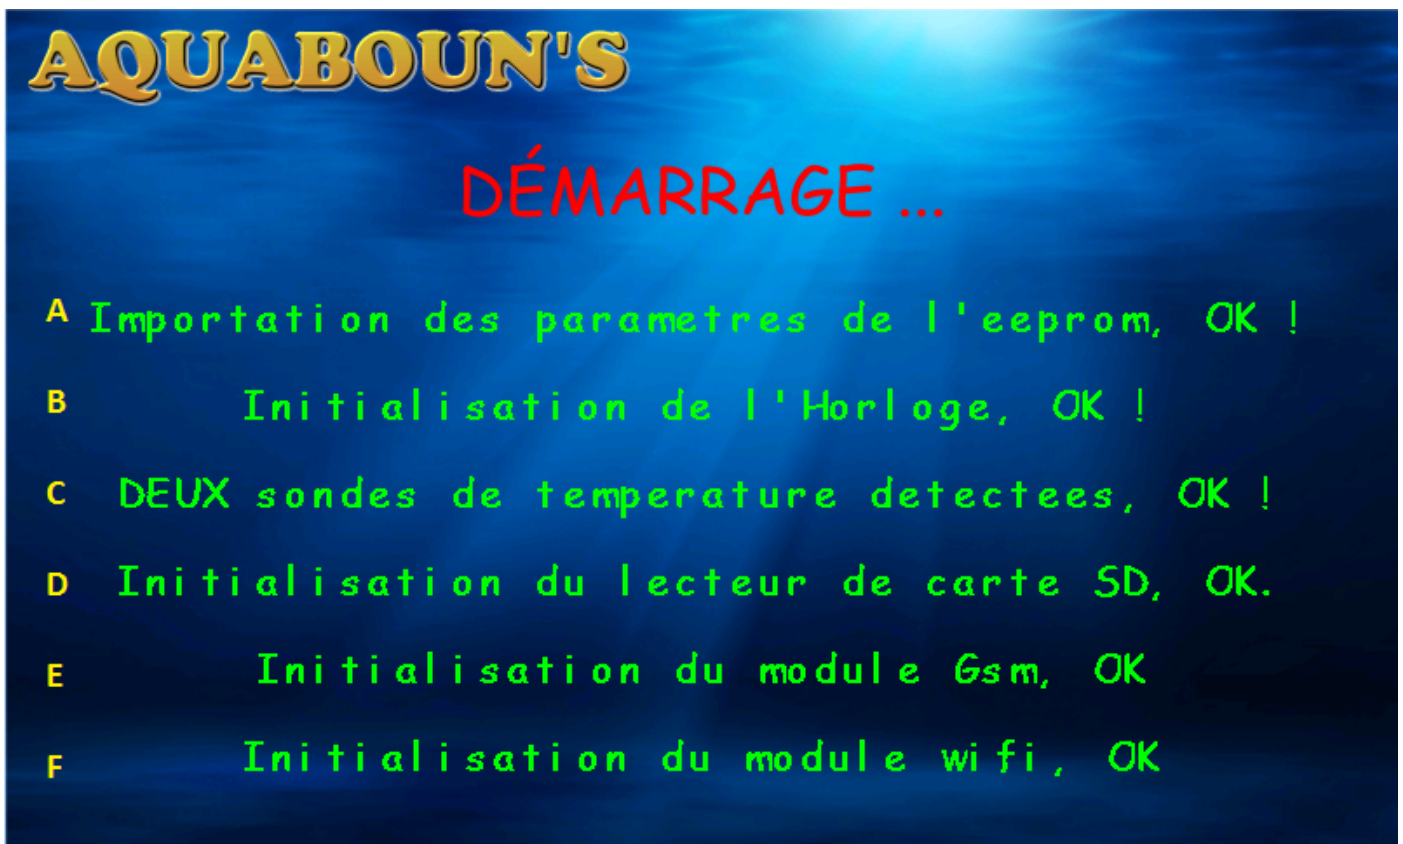 AQUABOUN'S
DÉMARRAGE ...
A Importation des parametres de l'eeprom, OK !
B Initialisation de l'Horloge, OK !
C DEUX sondes de temperature detectees, OK !
D Initialisation du lecteur de carte SD, OK.
E Initialisation du module Gsm, OK
F Initialisation du module wifi, OK